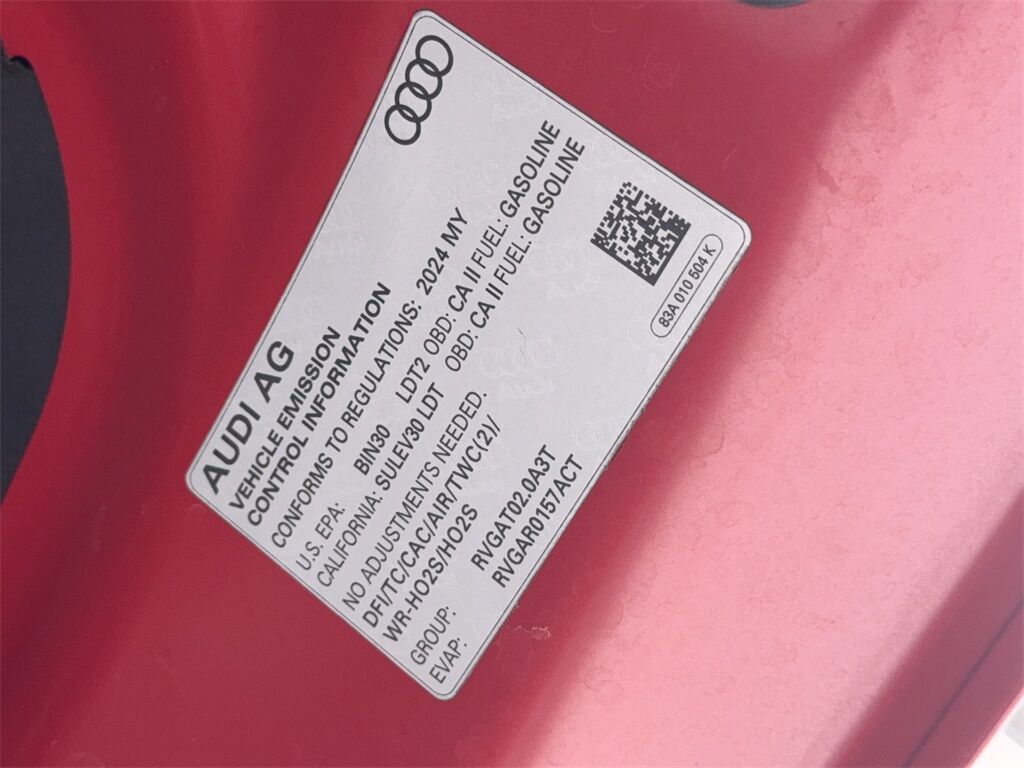 AUDI AG
VEHICLE EMISSION
CONTROL INFORMATION
CONFORMS TO REGULATIONS: 2024 MY
U.S. EPA: BIN30 LDT2 OBD: CA II FUEL: GASOLINE
CALIFORNIA: SULEV30 LDT OBD: CA II FUEL: GASOLINE
NO ADJUSTMENTS NEEDED.
DFI/TC/CAC/AIR/TWC(2)/
WR-HO2S/HO2S
GROUP: RVGAT02.0A3T
EVAP: RVGAR0157ACT
83A 010 504 K